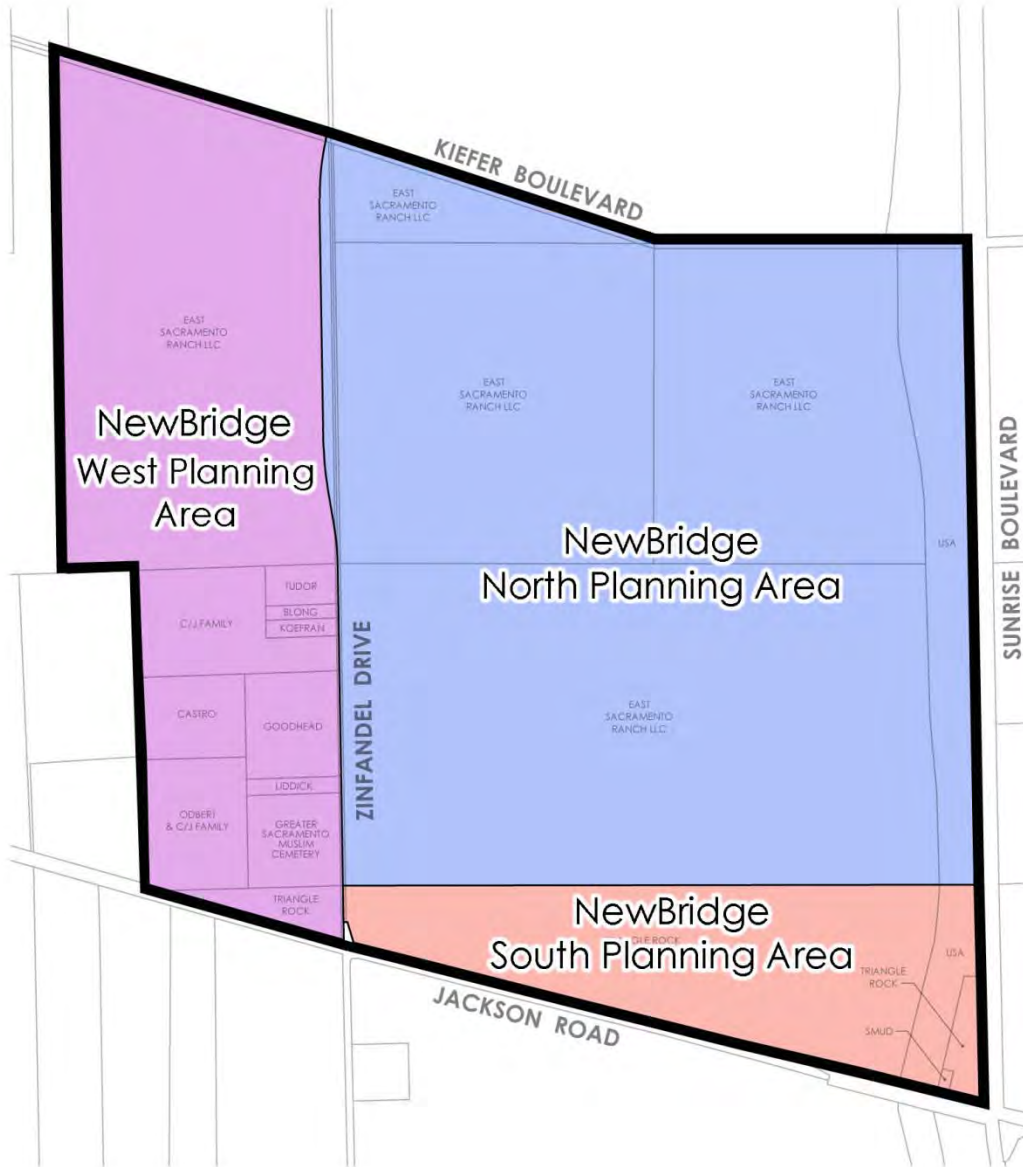 KIEFER BOULEVARD
EAST
SACRAMENTO
RANCH LLC
EAST
SACRAMENTO
RANCH LLC
EAST
SACRAMENTO
RANCH LLC
EAST
SACRAMENTO
RANCH LLC
NewBridge
West Planning
Area
SUNRISE BOULEVARD
NewBridge
North Planning Area
USA
TUDOR
BLONG
KOEFRAN
C/J FAMILY
ZINFANDEL DRIVE
CASTRO
GOODHEAD
EAST
SACRAMENTO
RANCH LLC
LIDDICK
ODBERT
& C/J FAMILY
GREATER
SACRAMENTO
MUSLIM
CEMETERY
TRIANGLE
ROCK
NewBridge
South Planning Area
ROCK
USA
TRIANGLE
ROCK
SMUD
JACKSON ROAD